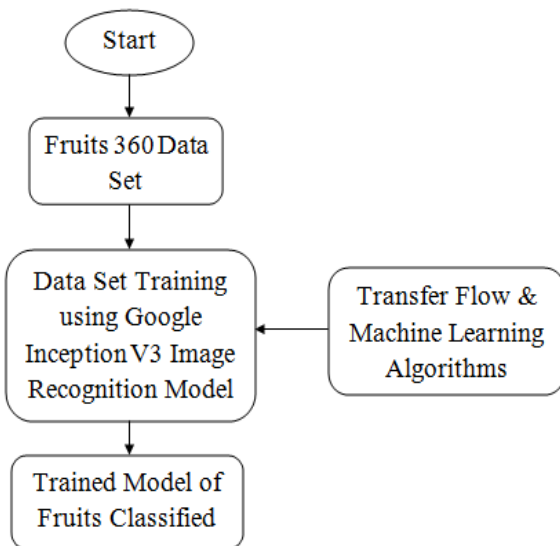 Start
Fruits 360 Data
Set
Data Set Training
using Google
Inception V3 Image
Recognition Model
Transfer Flow &
Machine Learning
Algorithms
Trained Model of
Fruits Classified